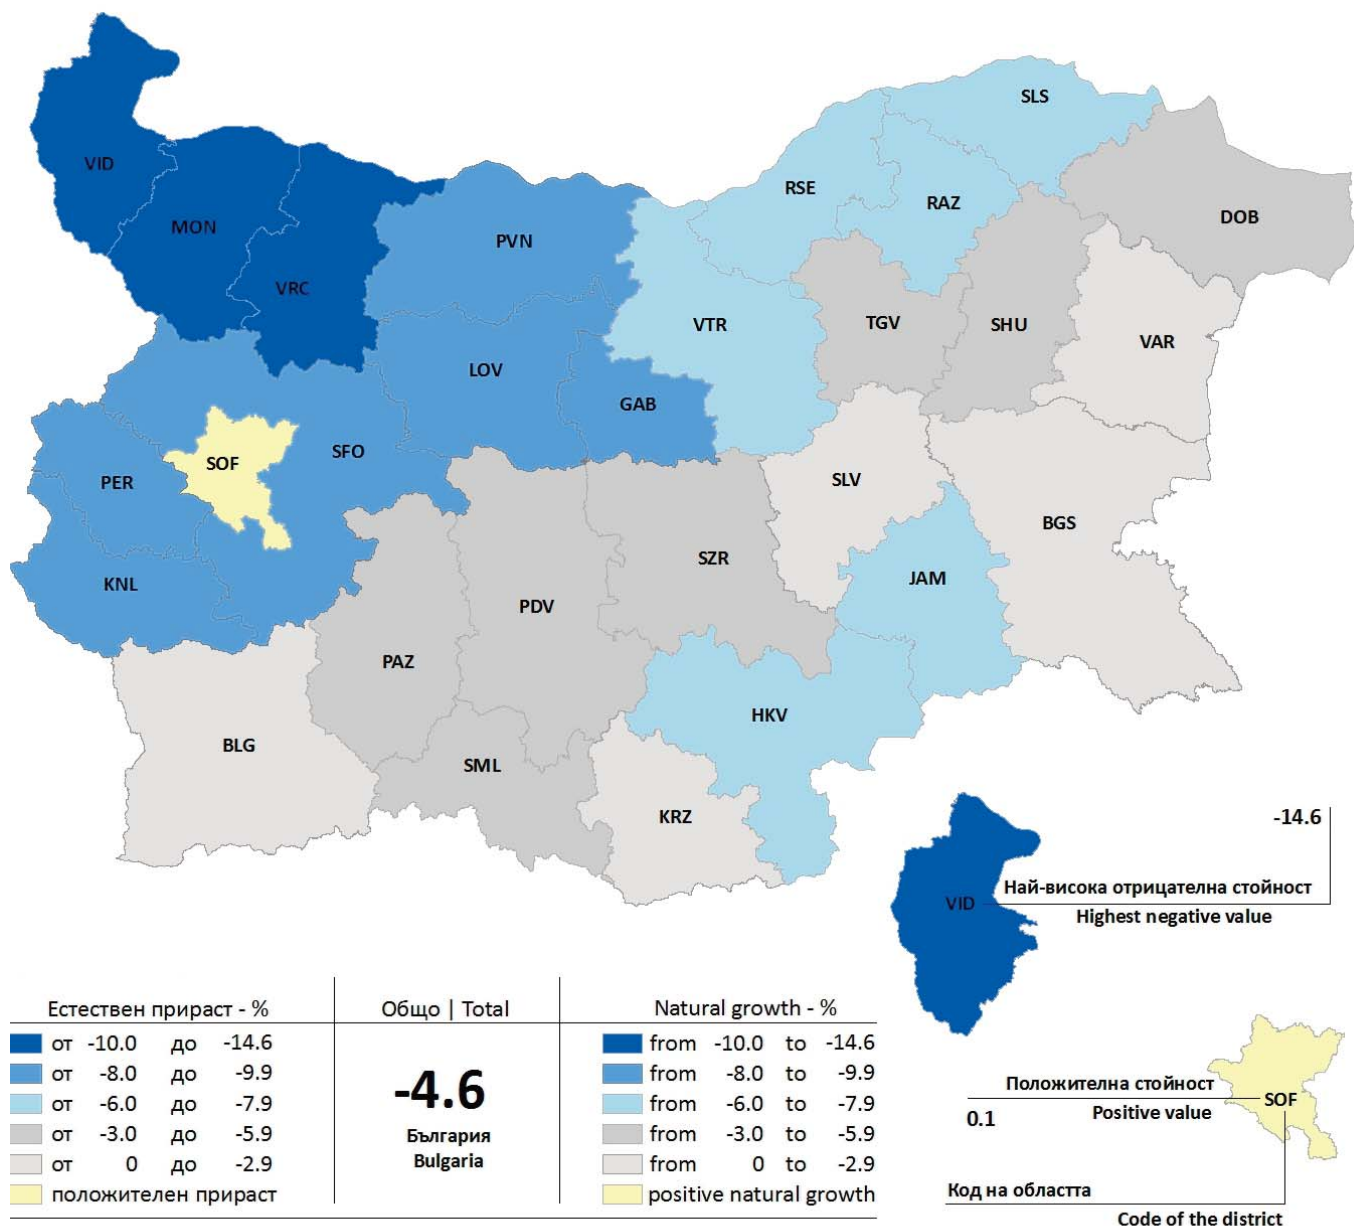 SLS
VID
RSE
RAZ
DOB
MON
PVN
VRC
VTR
TGV
SHU
VAR
LOV
GAB
SOF
SFO
PER
SLV
BGS
SZR
JAM
KNL
PDV
PAZ
HKV
BLG
SML
KRZ
-14.6
VID
Най-висока отрицателна стойност
Highest negative value
Естествен прираст - %
от -10.0 до -14.6
от -8.0 до -9.9
от -6.0 до -7.9
от -3.0 до -5.9
от 0 до -2.9
положителен прираст
Общо | Total
-4.6
България
Bulgaria
Natural growth - %
from -10.0 to -14.6
from -8.0 to -9.9
from -6.0 to -7.9
from -3.0 to -5.9
from 0 to -2.9
positive natural growth
Положителна стойност
SOF
0.1 Positive value
Код на областта
Code of the district